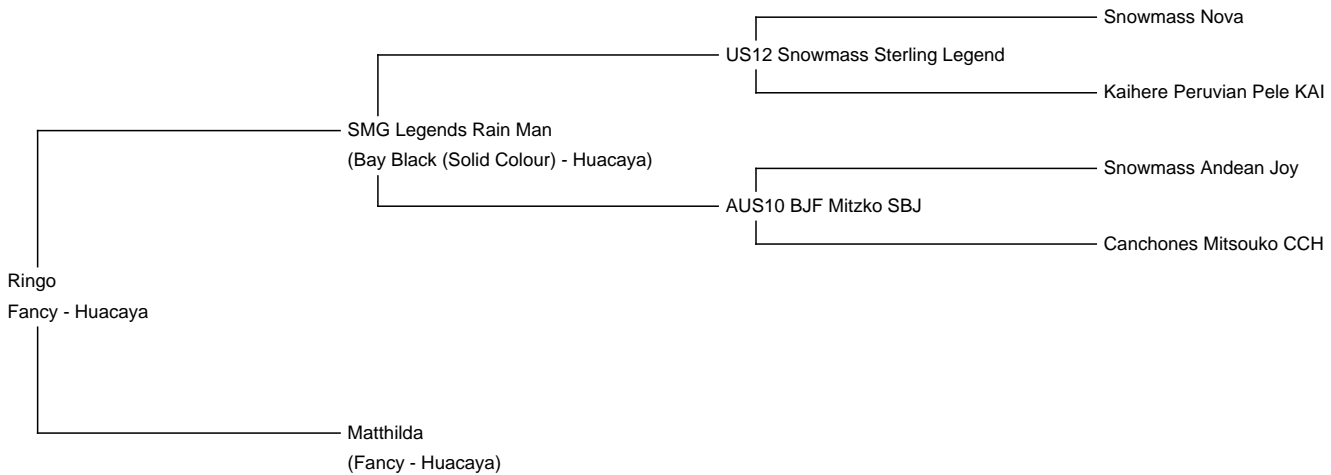 Snowmass Nova
US12 Snowmass Sterling Legend
Kaihere Peruvian Pele KAI
SMG Legends Rain Man
(Bay Black (Solid Colour) - Huacaya)
Snowmass Andean Joy
AUS10 BJF Mitzko SBJ
Canchones Mitsouko CCH
Ringo
Fancy - Huacaya
Matthilda
(Fancy - Huacaya)